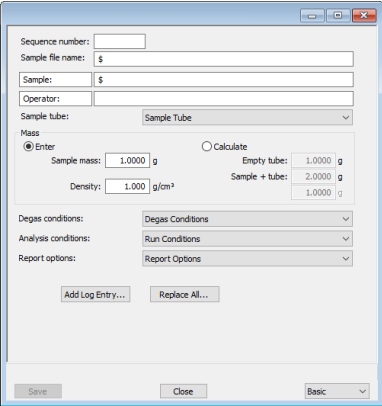 Sequence number:
Sample file name: $
Sample: $
Operator:
Sample tube: Sample Tube
Mass
Enter Calculate
Sample mass: 1.0000 g Empty tube: 1.0000 g
Sample + tube: 2.0000 g
Density: 1.000 g/cm³ 1.0000 g
Degas conditions: Degas Conditions
Analysis conditions: Run Conditions
Report options: Report Options
Add Log Entry... Replace All...
Save Close Basic